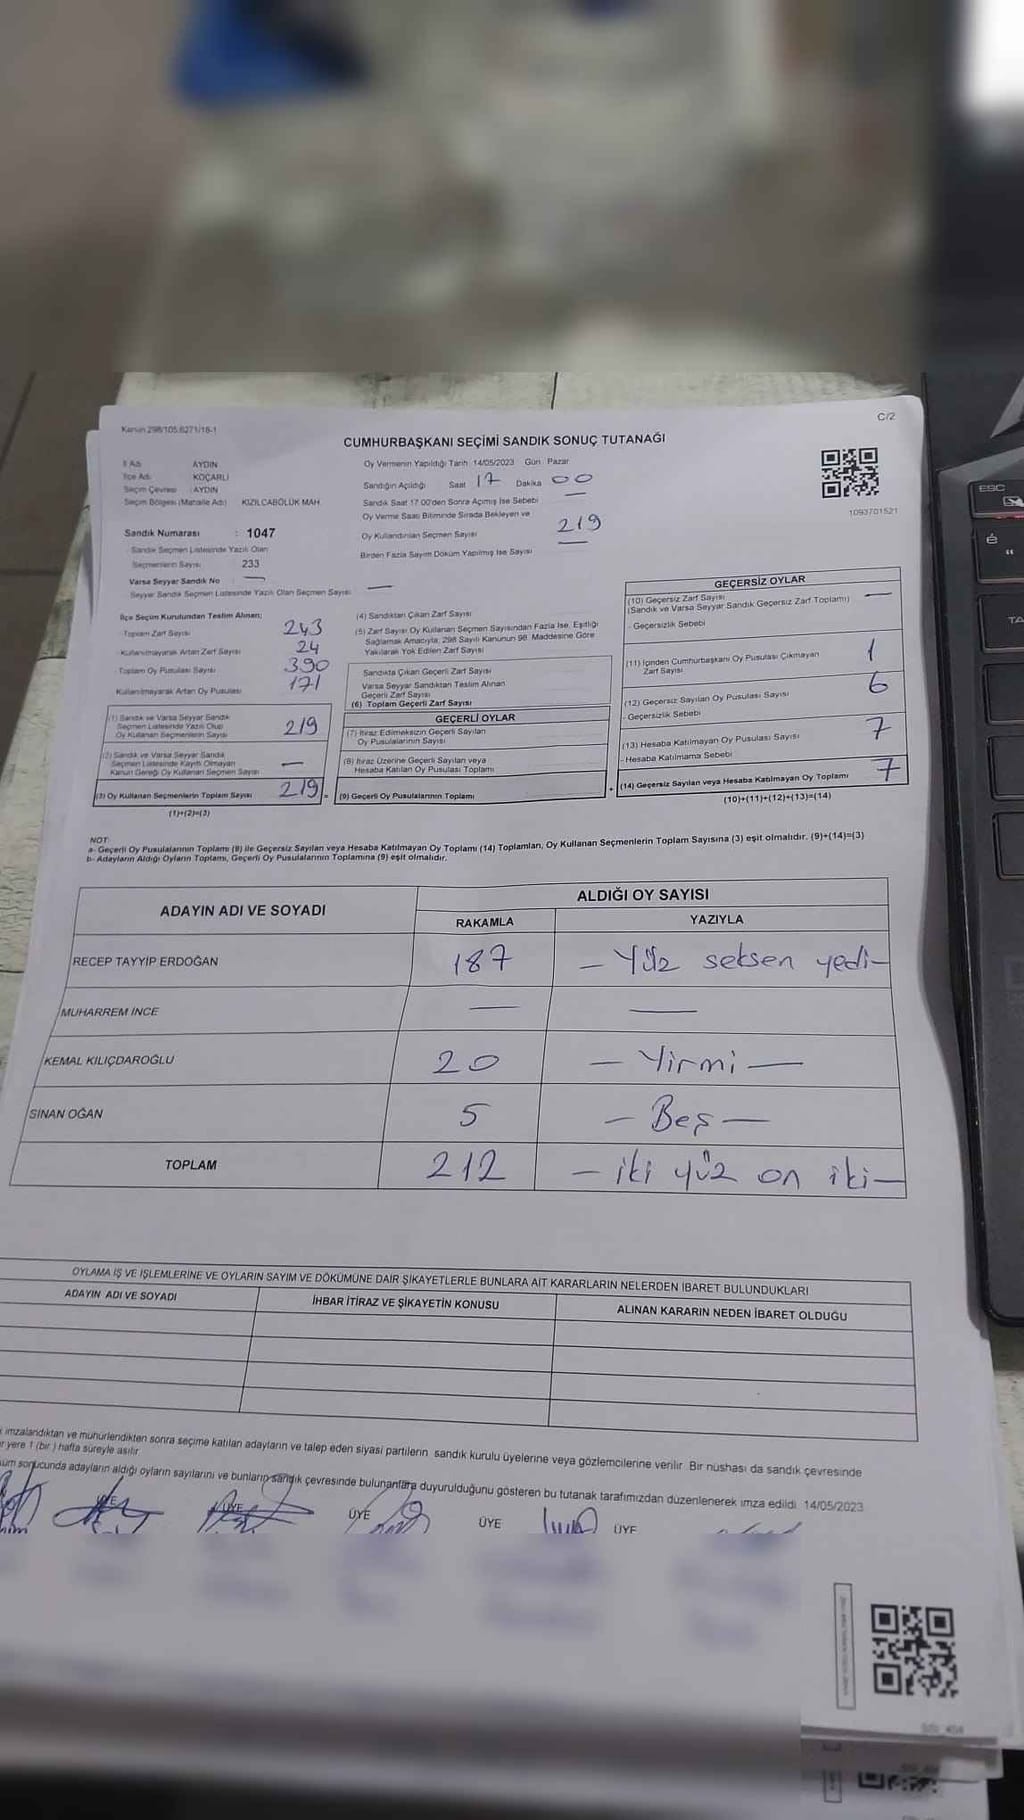 Kanun 298/105,6271/18-1
C/2
CUMHURBAŞKANI SEÇİMİ SANDIK SONUÇ TUTANAĞI
İl Adı AYDIN
İlçe Adı KOÇARLI
Seçim Çevresi AYDIN
Seçim Bölgesi (Mahalle Adı) KIZILCABÖLÜK MAH.
Oy Vermenin Yapıldığı Tarih 14/05/2023 Gün Pazar
Sandığın Açıldığı Saat 17 Dakika 00
Sandık Saat 17.00'den Sonra Açımış İse Sebebi —
Oy Verme Saati Bitiminde Sırada Bekleyen ve
Oy Kullandırılan Seçmen Sayısı 219
Birden Fazla Sayım Döküm Yapılmış İse Sayısı —
1093701521
Sandık Numarası : 1047
Sandık Seçmen Listesinde Yazılı Olan
Seçmenlerin Sayısı 233
Varsa Seyyar Sandık No : —
Seyyar Sandık Seçmen Listesinde Yazılı Olan Seçmen Sayısı —
İlçe Seçim Kurulundan Teslim Alınan;
- Toplam Zarf Sayısı 243
- Kullanılmayarak Artan Zarf Sayısı 24
- Toplam Oy Pusulası Sayısı 390
Kullanılmayarak Artan Oy Pusulası 171
(1) Sandık ve Varsa Seyyar Sandık
Seçmen Listesinde Yazılı Olup
Oy Kullanan Seçmenlerin Sayısı 219
(2) Sandık ve Varsa Seyyar Sandık
Seçmen Listesinde Kayıtlı Olmayan
Kanun Gereği Oy Kullanan Seçmen Sayısı —
(3) Oy Kullanan Seçmenlerin Toplam Sayısı 219
(1)+(2)=(3)
(4) Sandıktan Çıkan Zarf Sayısı
(5) Zarf Sayısı Oy Kullanan Seçmen Sayısından Fazla İse, Eşitliği
Sağlamak Amacıyla, 298 Sayılı Kanunun 98. Maddesine Göre
Yakılarak Yok Edilen Zarf Sayısı
Sandıkta Çıkan Geçerli Zarf Sayısı
Varsa Seyyar Sandıktan Teslim Alınan
Geçerli Zarf Sayısı
(6) Toplam Geçerli Zarf Sayısı
GEÇERLİ OYLAR
(7) İtiraz Edilmeksizin Geçerli Sayılan
Oy Pusulalarının Sayısı
(8) İtiraz Üzerine Geçerli Sayılan veya
Hesaba Katılan Oy Pusulası Toplamı
= (9) Geçerli Oy Pusulalarının Toplamı +
GEÇERSİZ OYLAR
(10) Geçersiz Zarf Sayısı
(Sandık ve Varsa Seyyar Sandık Geçersiz Zarf Toplamı) —
- Geçersizlik Sebebi
(11) İçinden Cumhurbaşkanı Oy Pusulası Çıkmayan
Zarf Sayısı 1
(12) Geçersiz Sayılan Oy Pusulası Sayısı 6
- Geçersizlik Sebebi
(13) Hesaba Katılmayan Oy Pusulası Sayısı 7
- Hesaba Katılmama Sebebi
(14) Geçersiz Sayılan veya Hesaba Katılmayan Oy Toplamı 7
(10)+(11)+(12)+(13)=(14)
NOT:
a- Geçerli Oy Pusulalarının Toplamı (9) ile Geçersiz Sayılan veya Hesaba Katılmayan Oy Toplamı (14) Toplamları, Oy Kullanan Seçmenlerin Toplam Sayısına (3) eşit olmalıdır. (9)+(14)=(3)
b- Adayların Aldığı Oyların Toplamı, Geçerli Oy Pusulalarının Toplamına (9) eşit olmalıdır.
ADAYIN ADI VE SOYADI ALDIĞI OY SAYISI
RAKAMLA YAZIYLA
RECEP TAYYİP ERDOĞAN 187 — Yüz seksen yedi —
MUHARREM İNCE — —
KEMAL KILIÇDAROĞLU 20 — Yirmi —
SİNAN OĞAN 5 — Beş —
TOPLAM 212 — iki yüz on iki —
OYLAMA İŞ VE İŞLEMLERİNE VE OYLARIN SAYIM VE DÖKÜMÜNE DAİR ŞİKAYETLERLE BUNLARA AİT KARARLARIN NELERDEN İBARET BULUNDUKLARI
ADAYIN ADI VE SOYADI İHBAR İTİRAZ VE ŞİKAYETİN KONUSU ALINAN KARARIN NEDEN İBARET OLDUĞU
imzalandıktan ve mühürlendikten sonra seçime katılan adayların ve talep eden siyasi partilerin sandık kurulu üyelerine veya gözlemcilerine verilir. Bir nüshası da sandık çevresinde
yere 1 (bir ) hafta süreyle asılır.
sonucunda adayların aldığı oyların sayılarını ve bunların sandık çevresinde bulunanlara duyurulduğunu gösteren bu tutanak tarafımızdan düzenlenerek imza edildi. 14/05/2023
ÜYE ÜYE ÜYE ÜYE ÜYE
ESC
é
TA